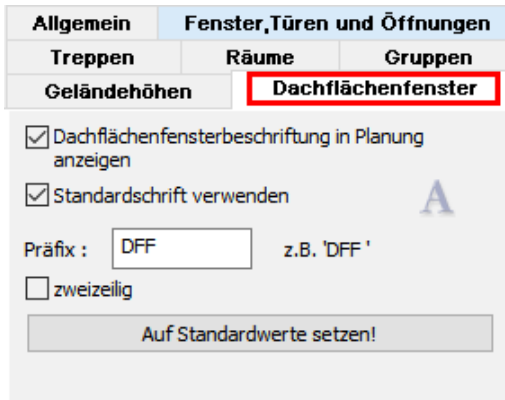 Allgemein Fenster,Türen und Öffnungen
Treppen Räume Gruppen
Geländehöhen Dachflächenfenster
Dachflächenfensterbeschriftung in Planung
anzeigen
Standardschrift verwenden A
Präfix : DFF z.B. 'DFF '
zweizeilig
Auf Standardwerte setzen!